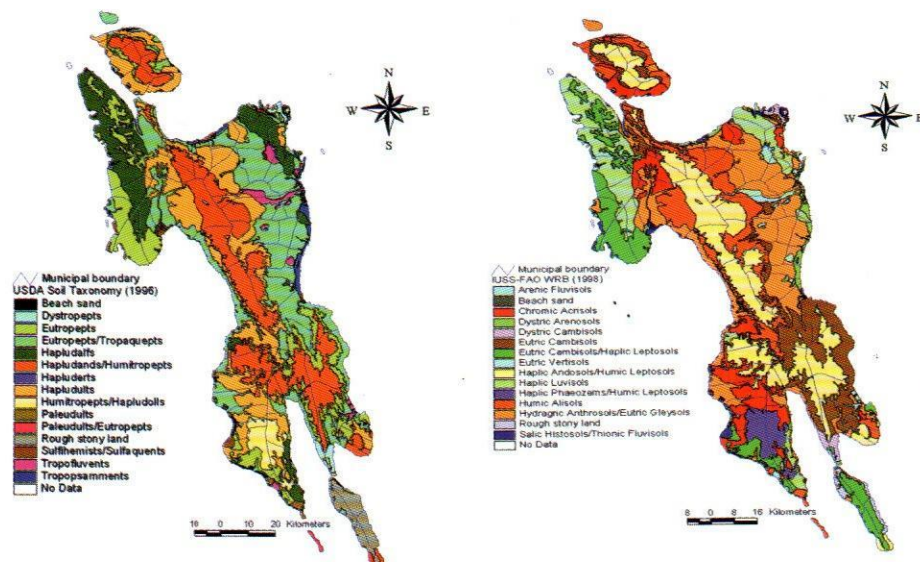 N
W E
S
Municipal boundary
USDA Soil Taxonomy (1996)
Beach sand
Dystropepts
Eutropepts
Eutropepts/Tropaquepts
Hapludalfs
Hapludands/Humitropepts
Hapluderts
Hapludults
Humitropepts/Hapludolls
Paleudults
Paleudults/Eutropepts
Rough stony land
Sulfihemists/Sulfaquents
Tropofluvents
Tropopsamments
No Data
10 0 10 20 Kilometers
N
W E
S
Municipal boundary
IUSS-FAO WRB (1998)
Arenic Fluvisols
Beach sand
Chromic Acrisols
Dystric Arenosols
Dystric Cambisols
Eutric Cambisols
Eutric Cambisols/Haplic Leptosols
Eutric Vertisols
Haplic Andosols/Humic Leptosols
Haplic Luvisols
Haplic Phaeozems/Humic Leptosols
Humic Alisols
Hydragric Anthrosols/Eutric Gleysols
Rough stony land
Salic Histosols/Thionic Fluvisols
No Data
8 0 8 16 Kilometers